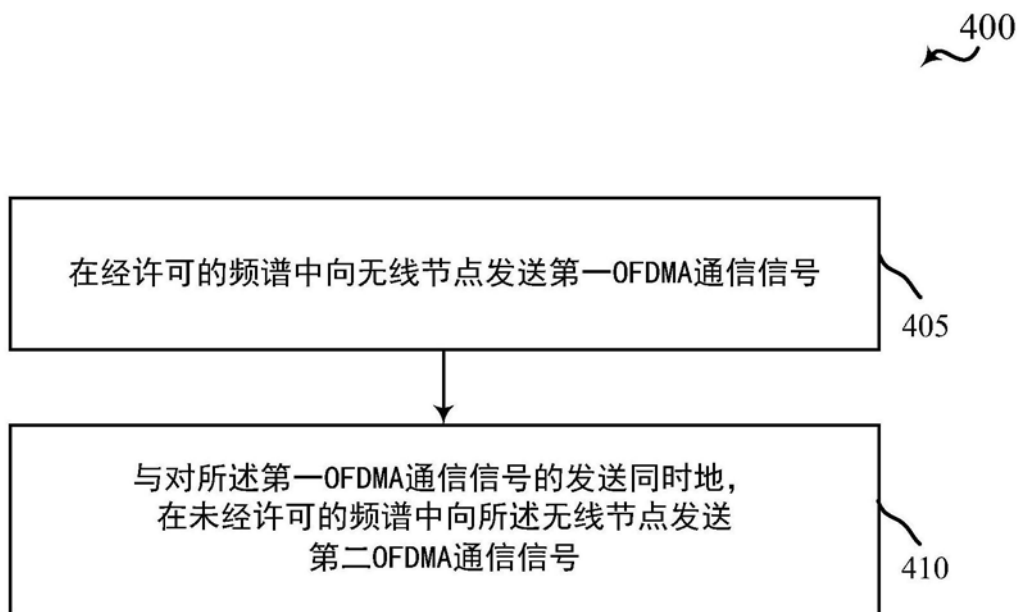 400
在经许可的频谱中向无线节点发送第一OFDMA通信信号
405
与对所述第一OFDMA通信信号的发送同时地，
在未经许可的频谱中向所述无线节点发送
第二OFDMA通信信号
410